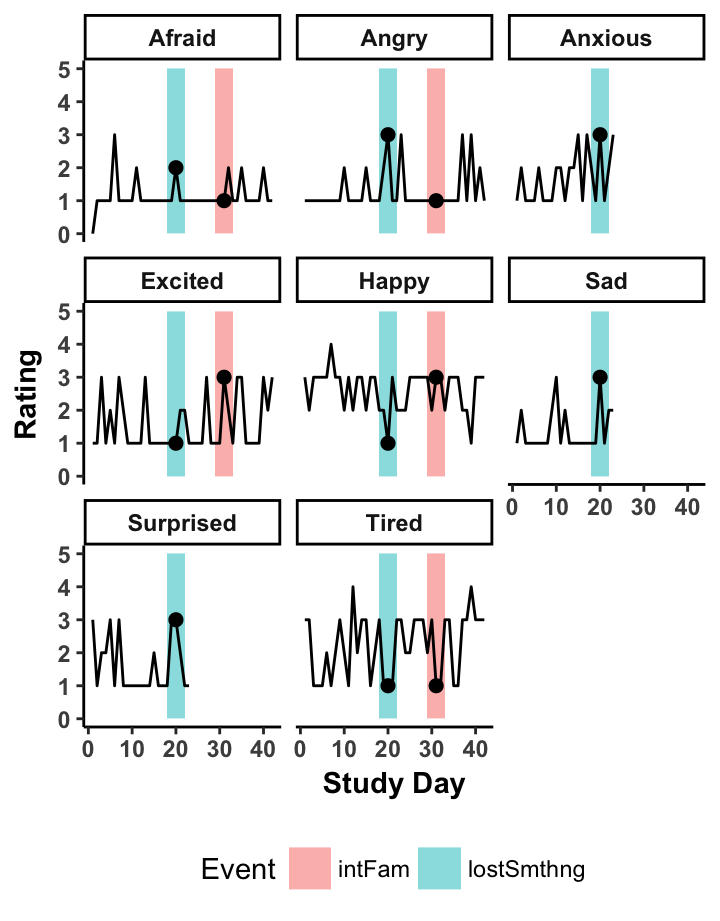 Afraid Angry Anxious
5
4
3
2
1
0
Excited Happy Sad
5
4
3
2
1
0
Rating
0 10 20 30 40
Surprised Tired
5
4
3
2
1
0
0 10 20 30 40 0 10 20 30 40
Study Day
Event intFam lostSmthng